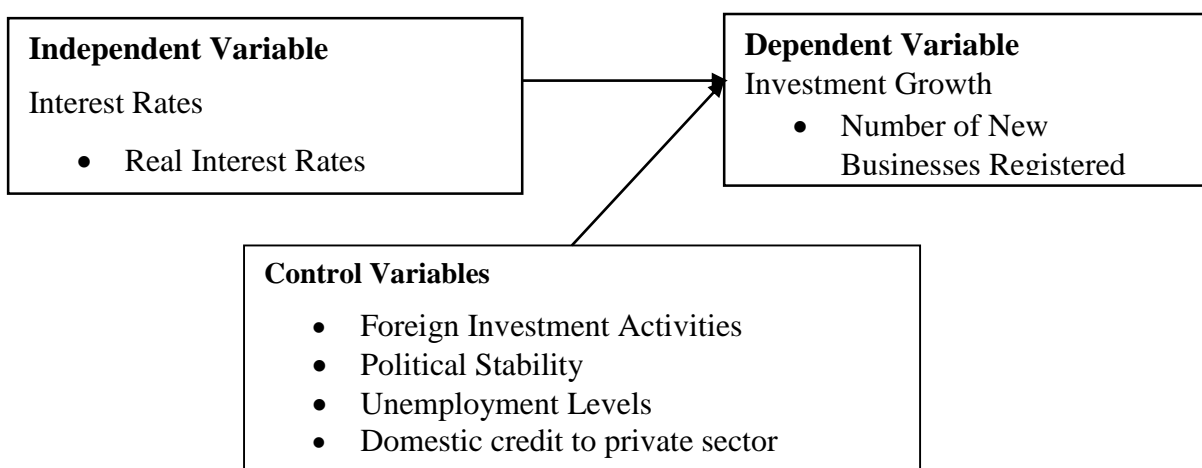 Independent Variable
Interest Rates
• Real Interest Rates
Dependent Variable
Investment Growth
• Number of New
Businesses Registered
Control Variables
• Foreign Investment Activities
• Political Stability
• Unemployment Levels
• Domestic credit to private sector